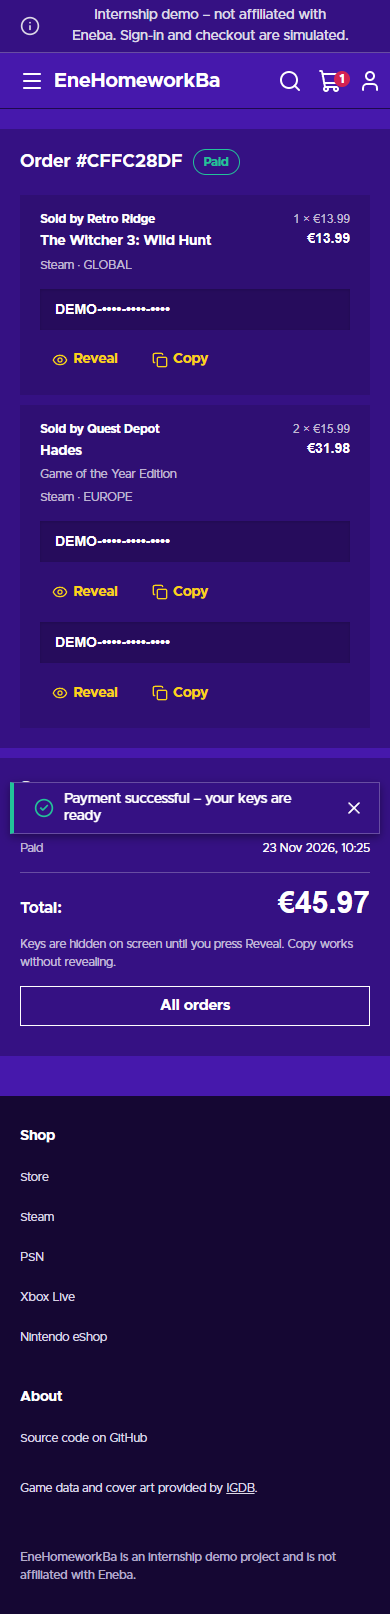 Internship demo – not affiliated with
Eneba. Sign-in and checkout are simulated.
EneHomeworkBa
1
Order #CFFC28DF
Paid
Sold by Retro Ridge
1 × €13.99
The Witcher 3: Wild Hunt
€13.99
Steam · GLOBAL
DEMO-••••-••••-••••
Reveal
Copy
Sold by Quest Depot
2 × €15.99
Hades
€31.98
Game of the Year Edition
Steam · EUROPE
DEMO-••••-••••-••••
Reveal
Copy
DEMO-••••-••••-••••
Reveal
Copy
Payment successful – your keys are
ready
Paid
23 Nov 2026, 10:25
Total:
€45.97
Keys are hidden on screen until you press Reveal. Copy works
without revealing.
All orders
Shop
Store
Steam
PSN
Xbox Live
Nintendo eShop
About
Source code on GitHub
Game data and cover art provided by IGDB.
EneHomeworkBa is an internship demo project and is not
affiliated with Eneba.